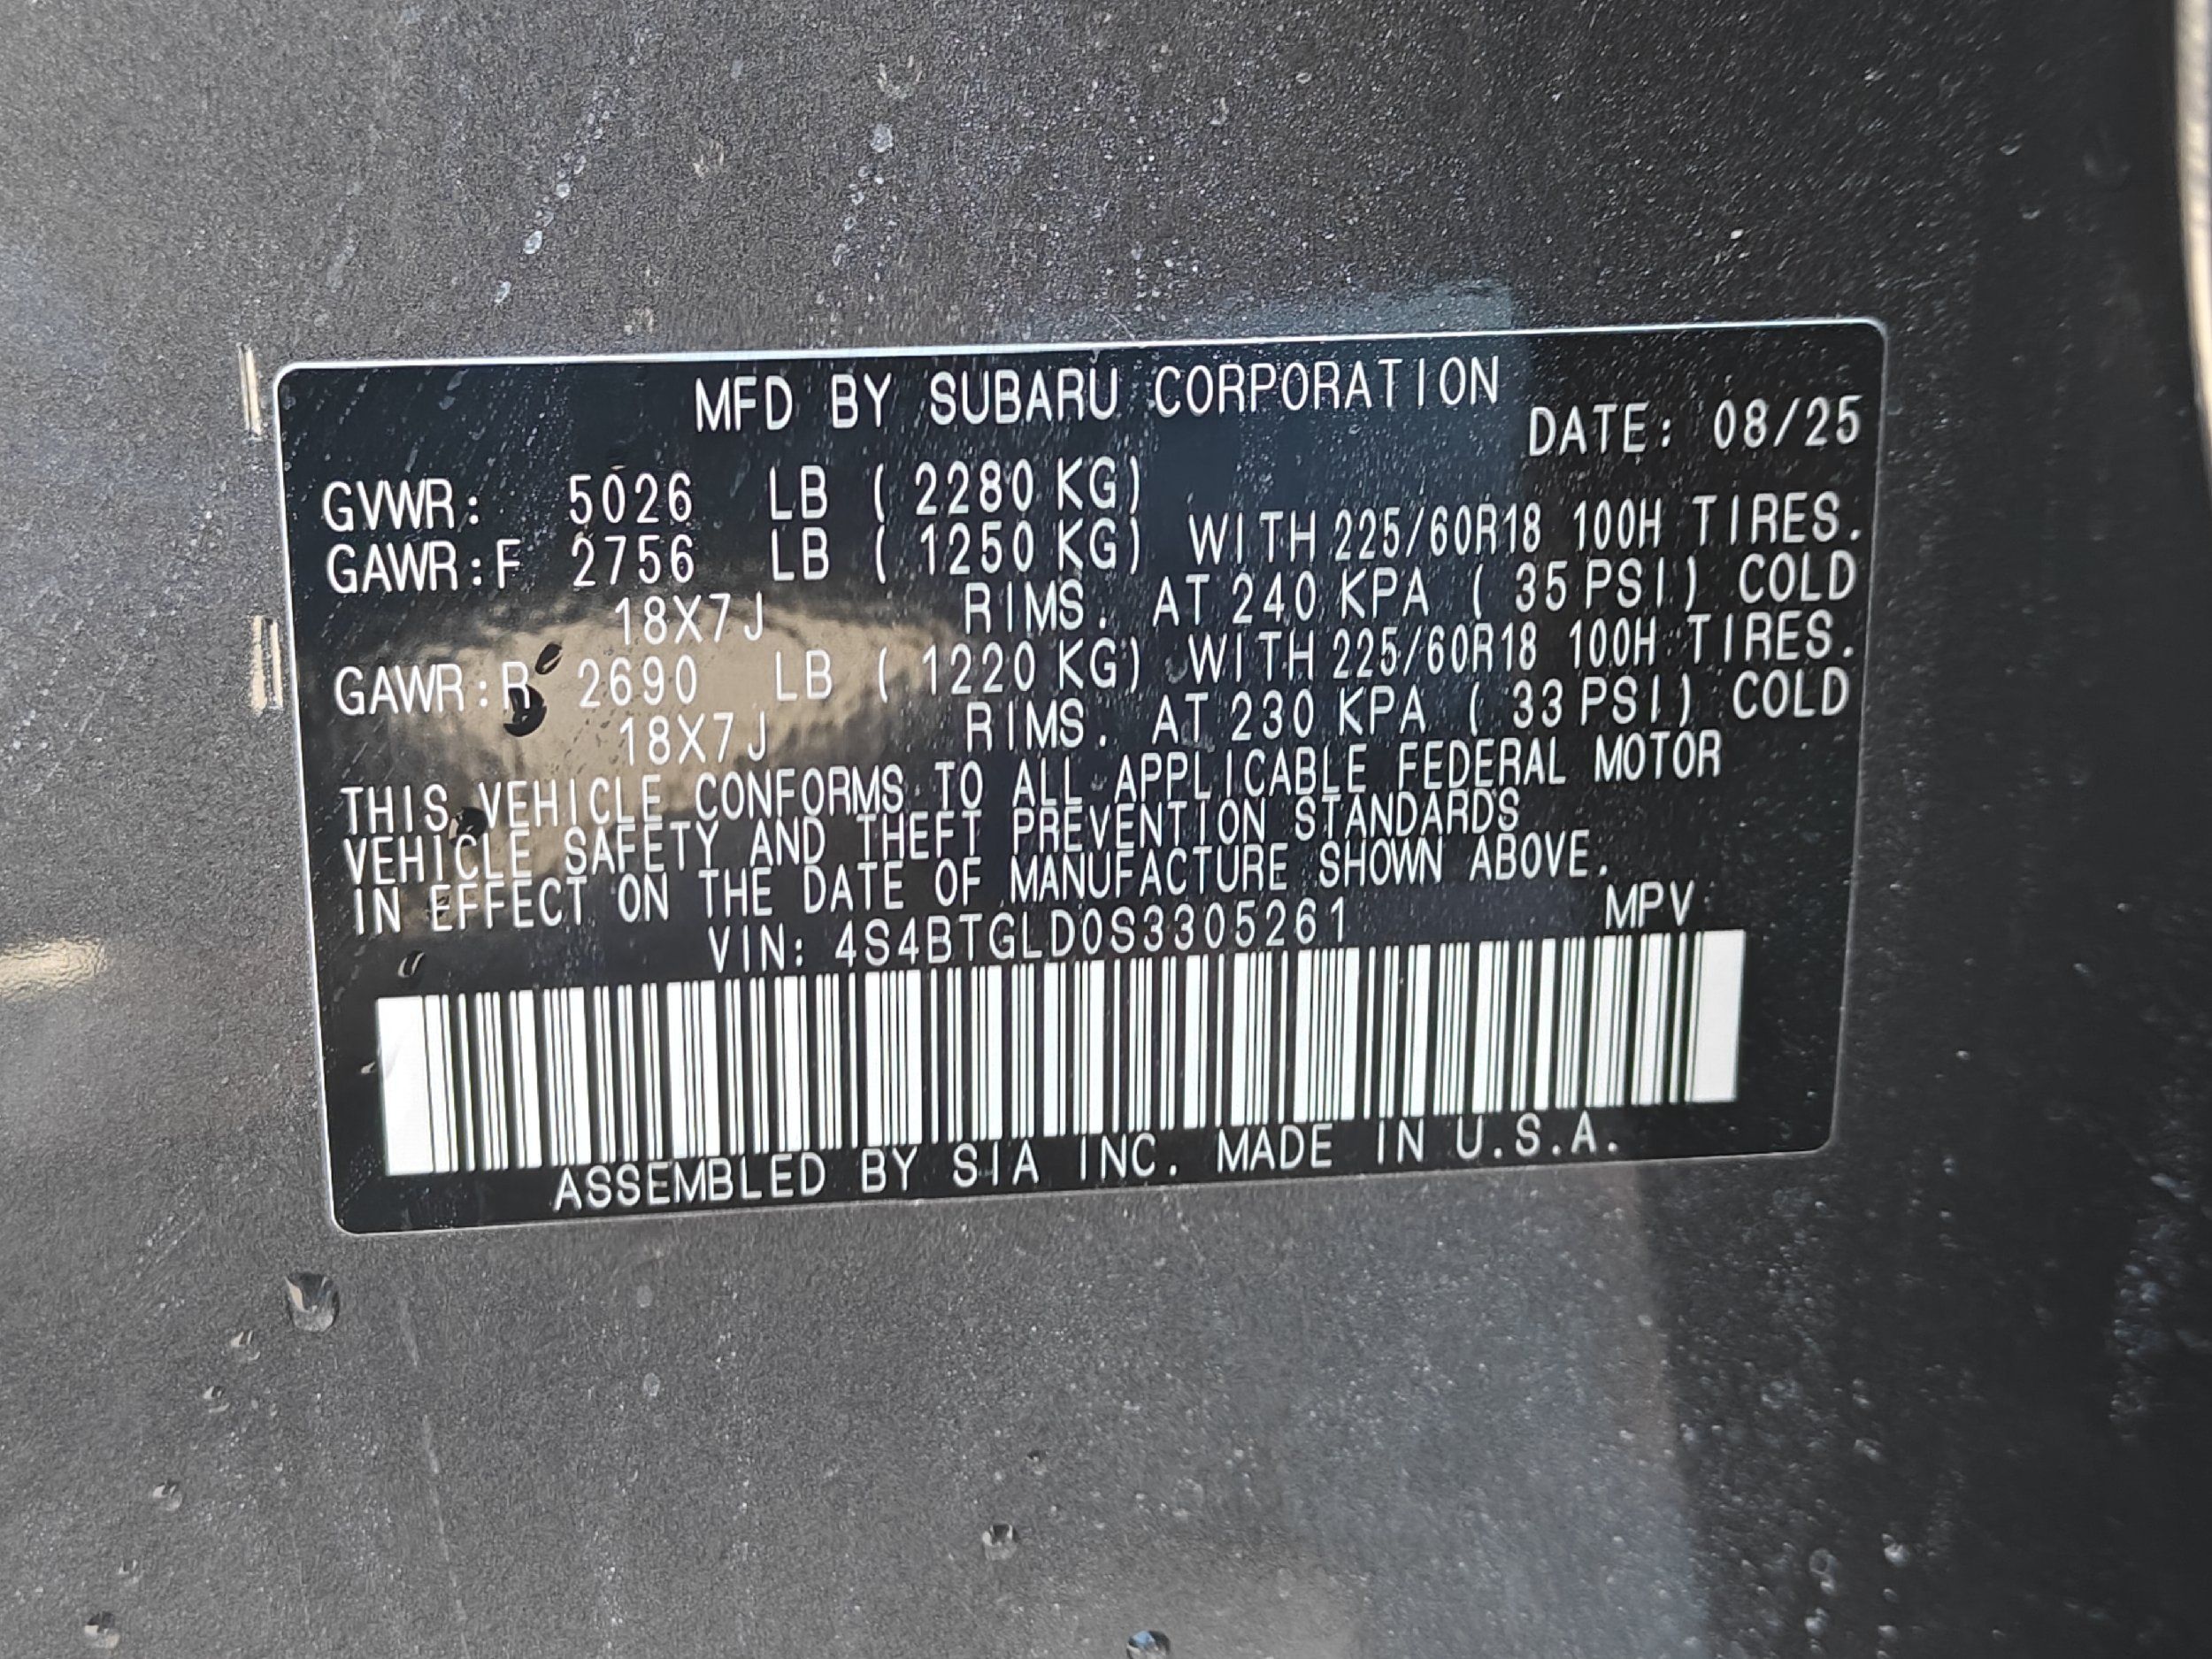 MFD BY SUBARU CORPORATION
DATE: 08/25
GVWR: 5026 LB ( 2280 KG)
GAWR:F 2756 LB ( 1250 KG) WITH 225/60R18 100H TIRES.
18X7J RIMS. AT 240 KPA ( 35 PSI) COLD
GAWR:R 2690 LB ( 1220 KG) WITH 225/60R18 100H TIRES.
18X7J RIMS. AT 230 KPA ( 33 PSI) COLD
THIS VEHICLE CONFORMS TO ALL APPLICABLE FEDERAL MOTOR
VEHICLE SAFETY AND THEFT PREVENTION STANDARDS
IN EFFECT ON THE DATE OF MANUFACTURE SHOWN ABOVE.
VIN: 4S4BTGLD0S3305261 MPV
ASSEMBLED BY SIA INC. MADE IN U.S.A.